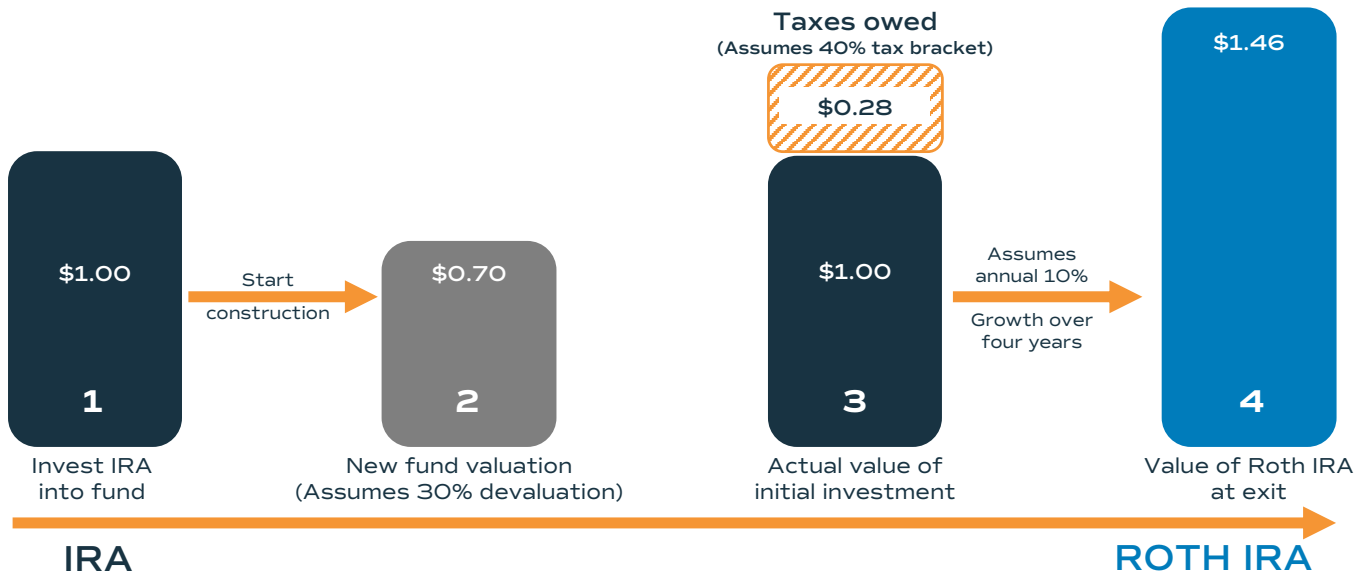 $1.00
1
Invest IRA
into fund
Start
construction
$0.70
2
New fund valuation
(Assumes 30% devaluation)
Taxes owed
(Assumes 40% tax bracket)
$0.28
$1.00
3
Actual value of
initial investment
Assumes
annual 10%
Growth over
four years
$1.46
4
Value of Roth IRA
at exit
IRA
ROTH IRA